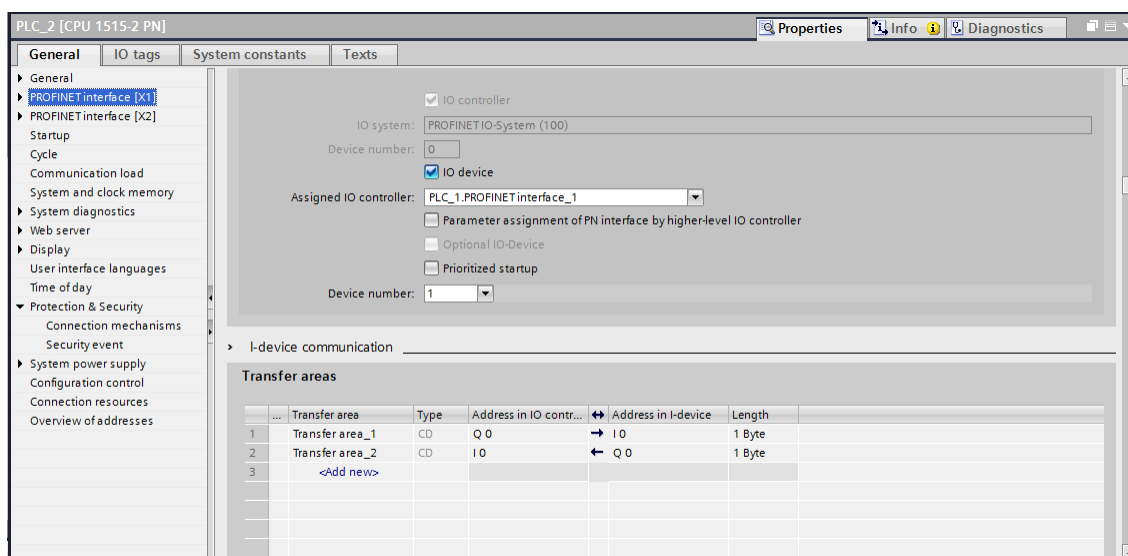 PLC_2 [CPU 1515-2 PN]
Properties Info Diagnostics
General IO tags System constants Texts
General
PROFINET interface [X1]
PROFINET interface [X2]
Startup
Cycle
Communication load
System and clock memory
System diagnostics
Web server
Display
User interface languages
Time of day
Protection & Security
Connection mechanisms
Security event
System power supply
Configuration control
Connection resources
Overview of addresses
IO controller
IO system: PROFINET IO-System (100)
Device number: 0
IO device
Assigned IO controller: PLC_1.PROFINET interface_1
Parameter assignment of PN interface by higher-level IO controller
Optional IO-Device
Prioritized startup
Device number: 1
I-device communication
Transfer areas
... Transfer area Type Address in IO contr... ↔ Address in I-device Length
1 Transfer area_1 CD Q 0 → I 0 1 Byte
2 Transfer area_2 CD I 0 ← Q 0 1 Byte
3 <Add new>